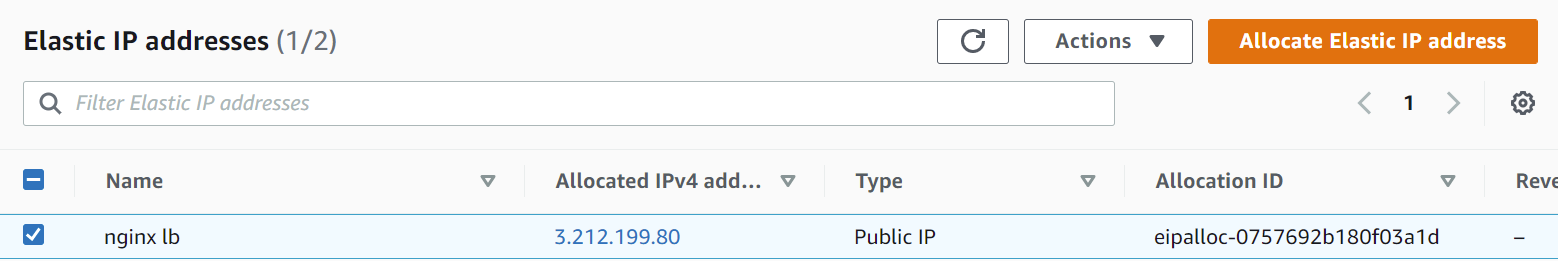 Elastic IP addresses (1/2)
Actions
Allocate Elastic IP address
Filter Elastic IP addresses
1
Name
Allocated IPv4 add...
Type
Allocation ID
Reve
nginx lb
3.212.199.80
Public IP
eipalloc-0757692b180f03a1d
–